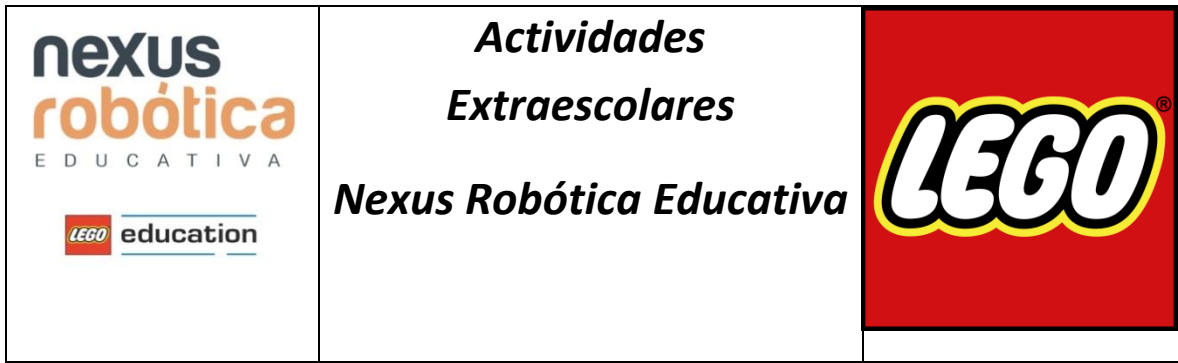 nexus
robótica
EDUCATIVA
LEGO education
Actividades
Extraescolares
Nexus Robótica Educativa
LEGO®